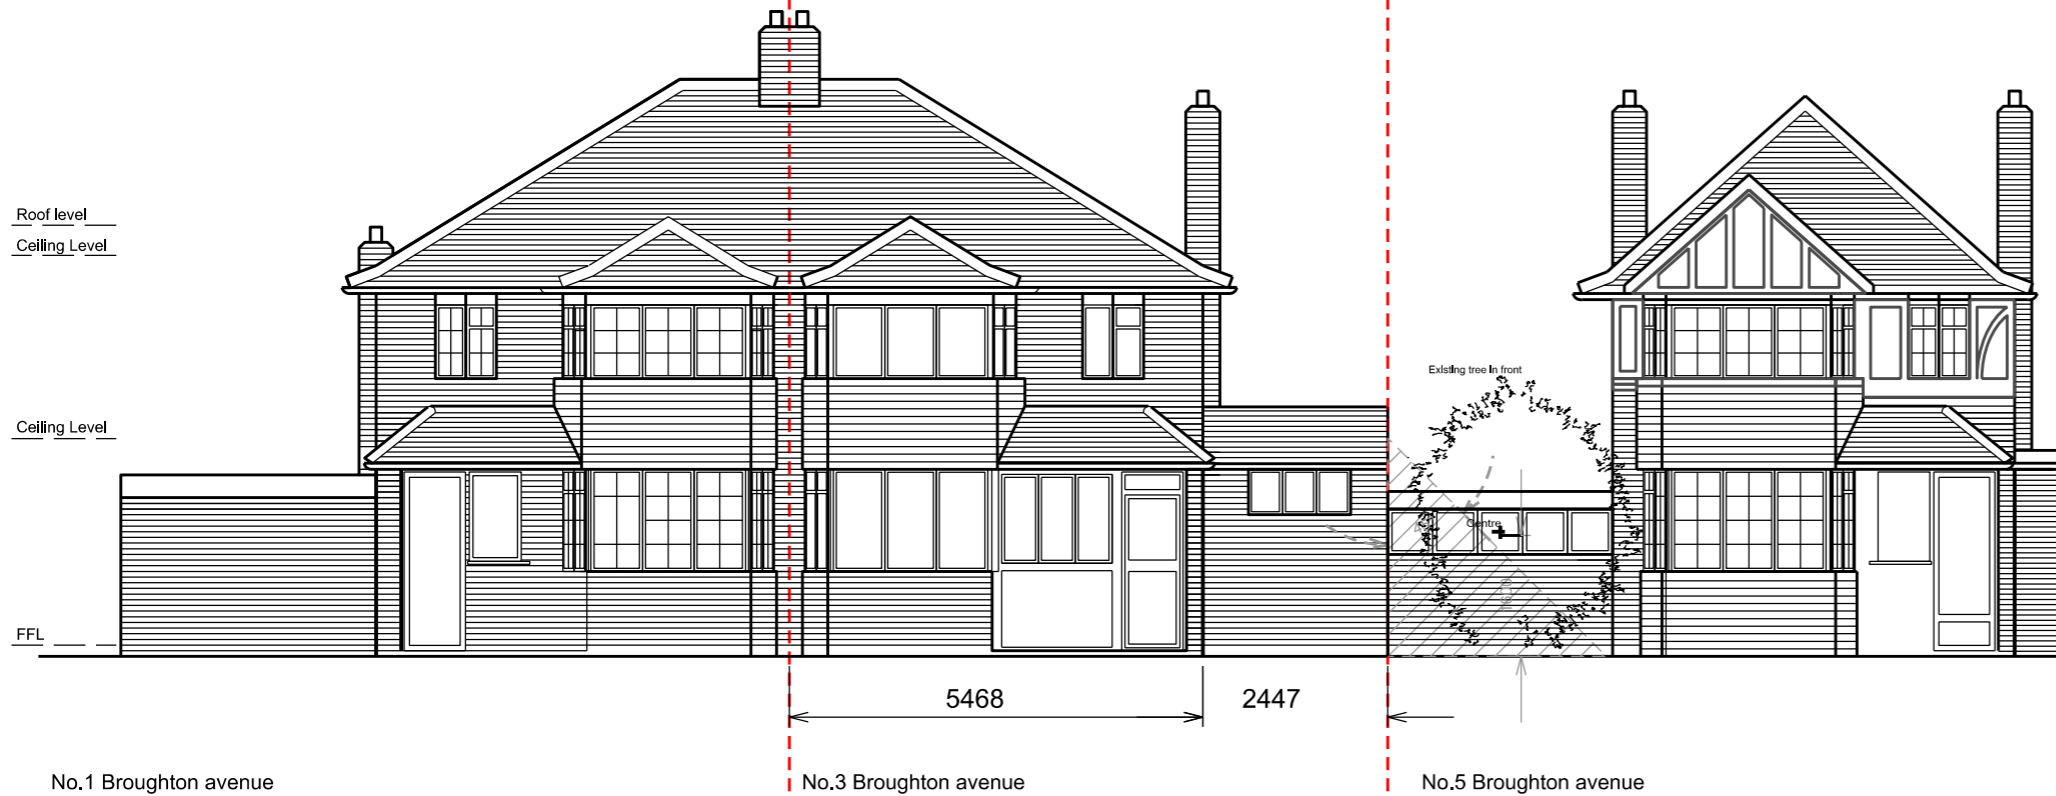 Roof level
Ceiling Level
Existing tree in front
Ceiling Level
Centre
FFL
5468
2447
No.1 Broughton avenue
No.3 Broughton avenue
No.5 Broughton avenue